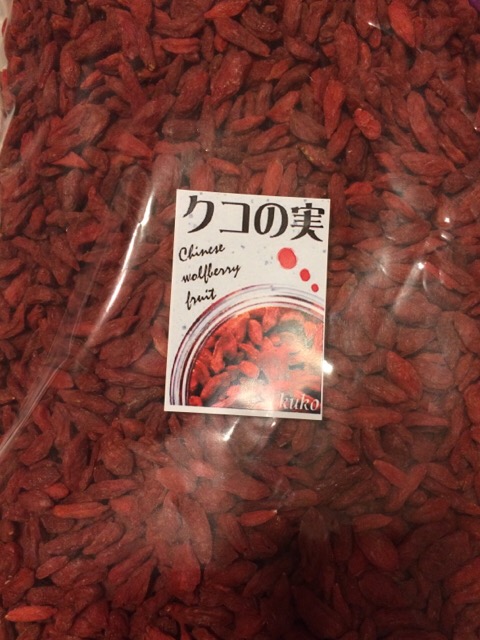 クコの実
Chinese
wolfberry
fruit
kuko